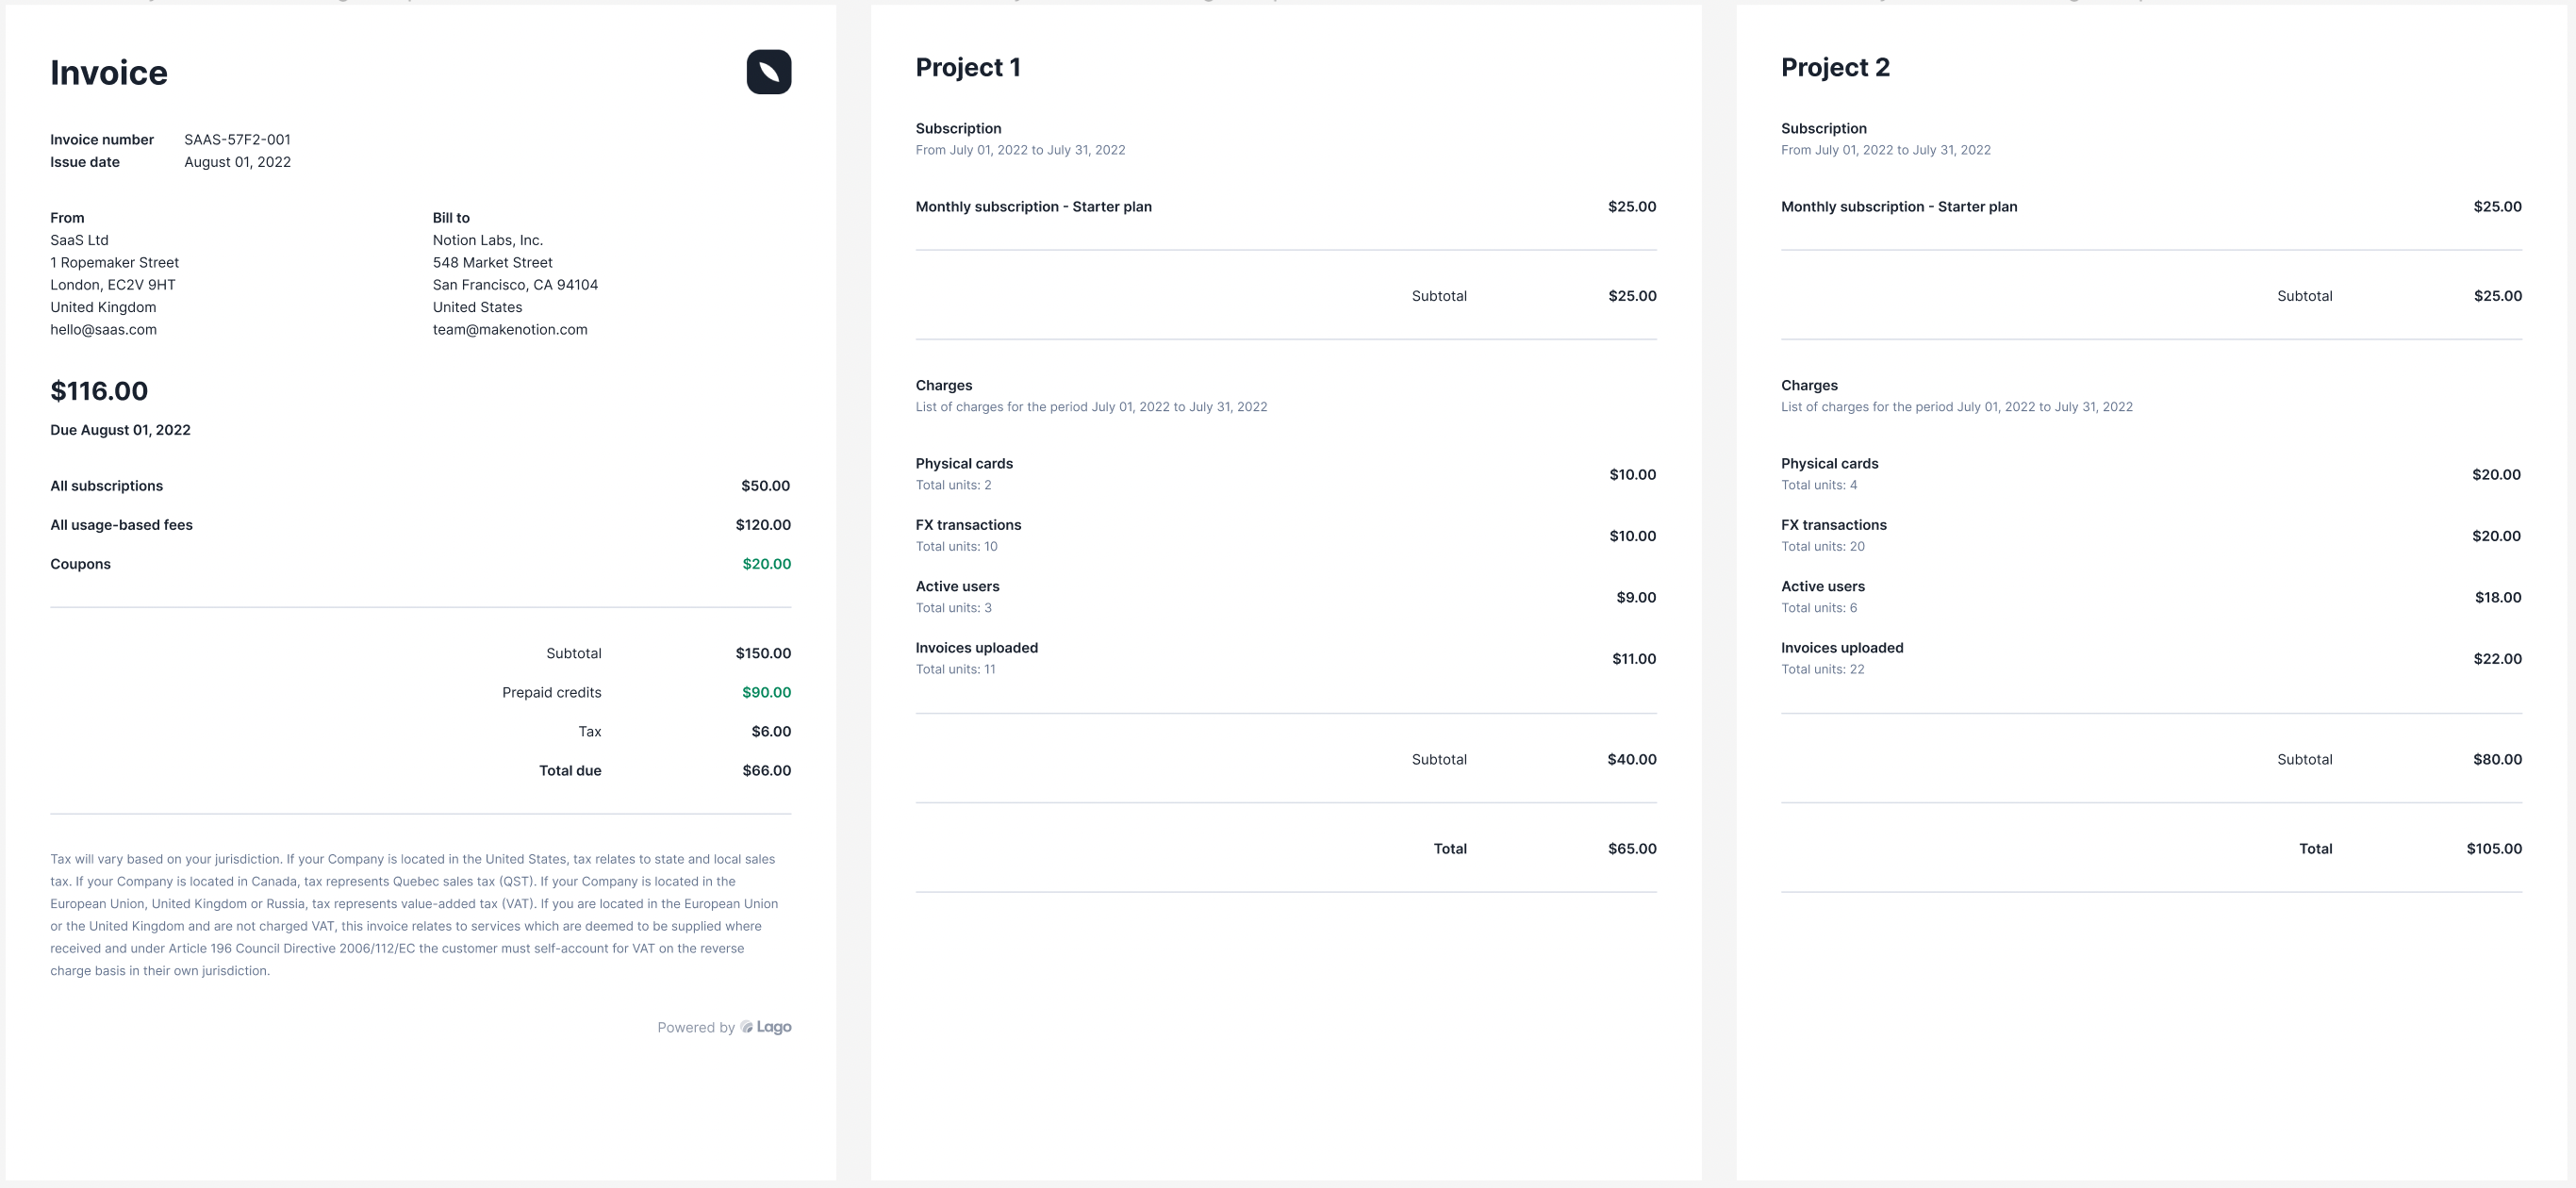 Invoice
Invoice number SAAS-57F2-001
Issue date August 01, 2022
From
SaaS Ltd
1 Ropemaker Street
London, EC2V 9HT
United Kingdom
hello@saas.com
Bill to
Notion Labs, Inc.
548 Market Street
San Francisco, CA 94104
United States
team@makenotion.com
$116.00
Due August 01, 2022
All subscriptions $50.00
All usage-based fees $120.00
Coupons $20.00
Subtotal $150.00
Prepaid credits $90.00
Tax $6.00
Total due $66.00
Tax will vary based on your jurisdiction. If your Company is located in the United States, tax relates to state and local sales
tax. If your Company is located in Canada, tax represents Quebec sales tax (QST). If your Company is located in the
European Union, United Kingdom or Russia, tax represents value-added tax (VAT). If you are located in the European Union
or the United Kingdom and are not charged VAT, this invoice relates to services which are deemed to be supplied where
received and under Article 196 Council Directive 2006/112/EC the customer must self-account for VAT on the reverse
charge basis in their own jurisdiction.
Powered by Lago
Project 1
Subscription
From July 01, 2022 to July 31, 2022
Monthly subscription - Starter plan $25.00
Subtotal $25.00
Charges
List of charges for the period July 01, 2022 to July 31, 2022
Physical cards
Total units: 2
$10.00
FX transactions
Total units: 10
$10.00
Active users
Total units: 3
$9.00
Invoices uploaded
Total units: 11
$11.00
Subtotal $40.00
Total $65.00
Project 2
Subscription
From July 01, 2022 to July 31, 2022
Monthly subscription - Starter plan $25.00
Subtotal $25.00
Charges
List of charges for the period July 01, 2022 to July 31, 2022
Physical cards
Total units: 4
$20.00
FX transactions
Total units: 20
$20.00
Active users
Total units: 6
$18.00
Invoices uploaded
Total units: 22
$22.00
Subtotal $80.00
Total $105.00